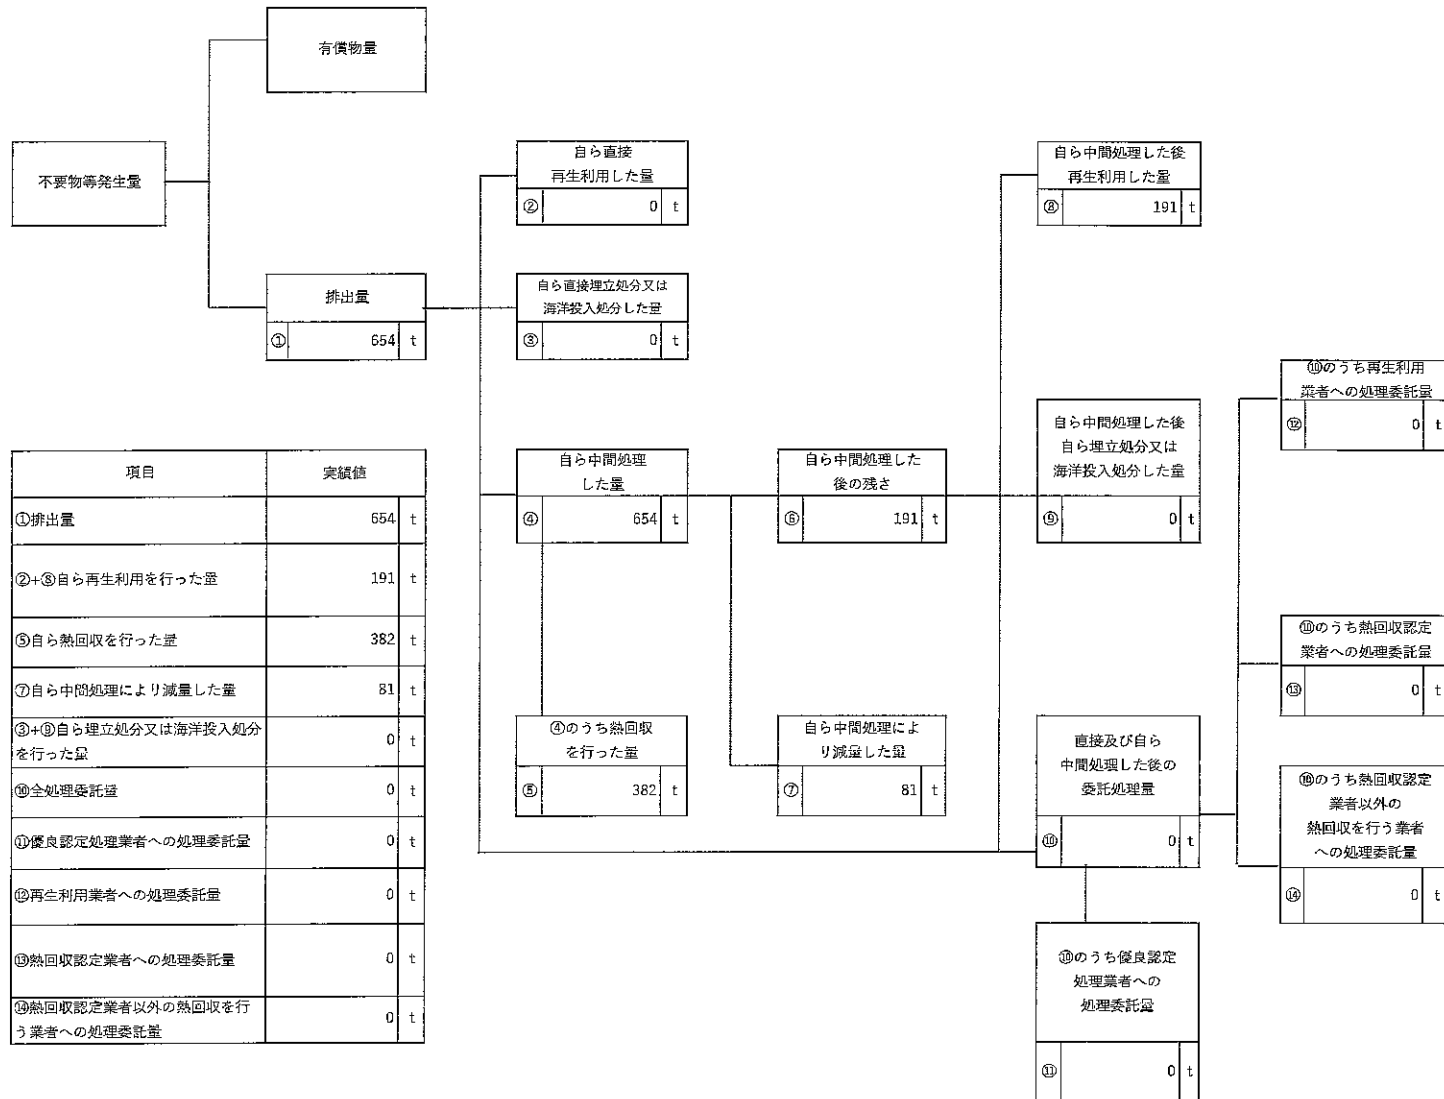 有償物量
不要物等発生量
排出量
① 654 t
自ら直接
再生利用した量
② 0 t
自ら直接埋立処分又は
海洋投入処分した量
③ 0 t
自ら中間処理
した量
④ 654 t
④のうち熱回収
を行った量
⑤ 382 t
自ら中間処理した
後の残さ
⑥ 191 t
自ら中間処理によ
り減量した量
⑦ 81 t
自ら中間処理した後
再生利用した量
⑧ 191 t
自ら中間処理した後
自ら埋立処分又は
海洋投入処分した量
⑨ 0 t
直接及び自ら
中間処理した後の
委託処理量
⑩ 0 t
⑩のうち優良認定
処理業者への
処理委託量
⑪ 0 t
⑩のうち再生利用
業者への処理委託量
⑫ 0 t
⑩のうち熱回収認定
業者への処理委託量
⑬ 0 t
⑩のうち熱回収認定
業者以外の
熱回収を行う業者
への処理委託量
⑭ 0 t
項目 実績値
①排出量 654 t
②+⑧自ら再生利用を行った量 191 t
⑤自ら熱回収を行った量 382 t
⑦自ら中間処理により減量した量 81 t
③+⑨自ら埋立処分又は海洋投入処分
を行った量 0 t
⑩全処理委託量 0 t
⑪優良認定処理業者への処理委託量 0 t
⑫再生利用業者への処理委託量 0 t
⑬熱回収認定業者への処理委託量 0 t
⑭熱回収認定業者以外の熱回収を行
う業者への処理委託量 0 t